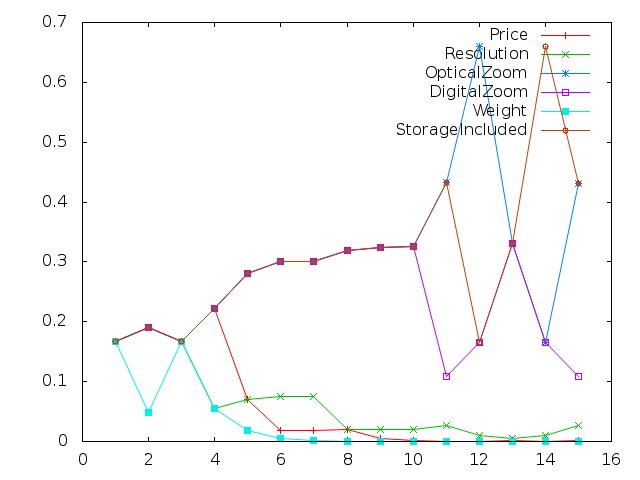 0.7
0.6
0.5
0.4
0.3
0.2
0.1
0
0 2 4 6 8 10 12 14 16
Price
Resolution
OpticalZoom
DigitalZoom
Weight
StorageIncluded